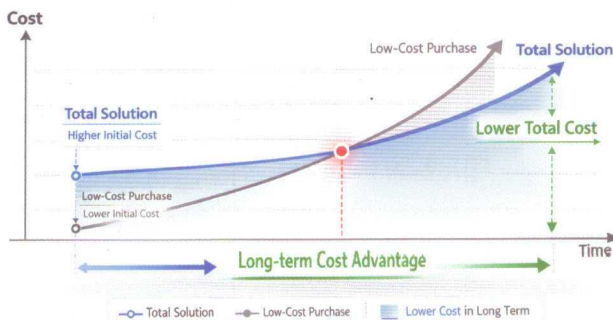 Cost
Low-Cost Purchase
Total Solution
Total Solution
Higher Initial Cost
Lower Total Cost
Low-Cost Purchase
Lower Initial Cost
Time
Long-term Cost Advantage
Total Solution
Low-Cost Purchase
Lower Cost in Long Term